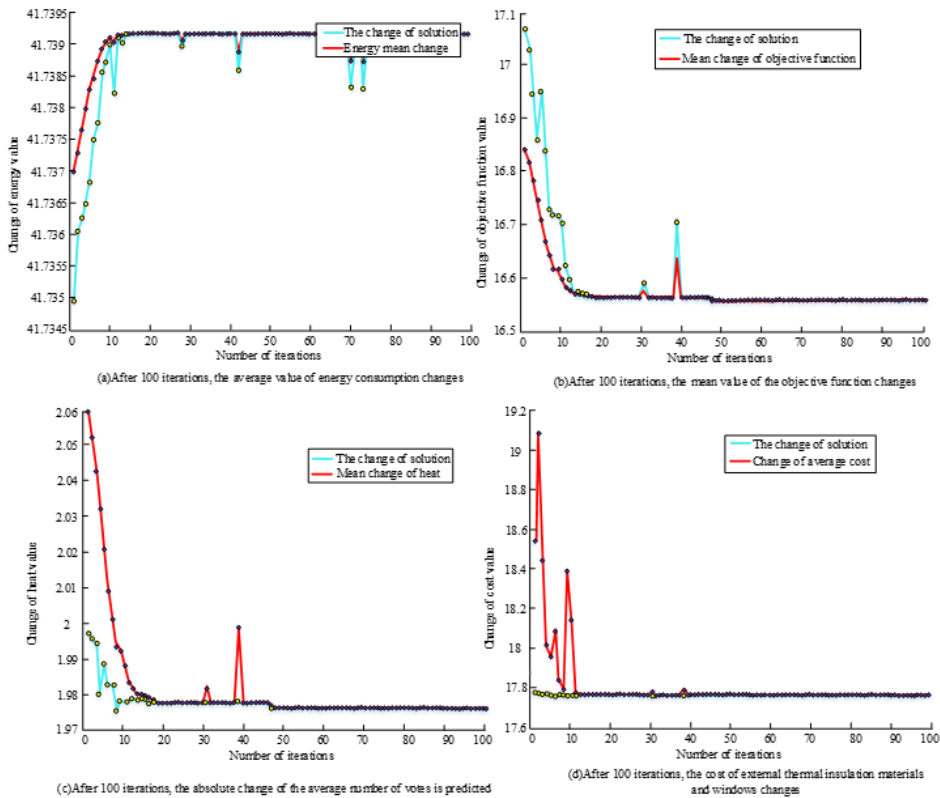 41.7395
41.739
41.7385
41.738
41.7375
41.737
41.7365
41.736
41.7355
41.735
41.7345
Change of energy value
The change of solution
Energy mean change
0 10 20 30 40 50 60 70 80 90 100
Number of iterations
(a)After 100 iterations, the average value of energy consumption changes
17.1
17
16.9
16.8
16.7
16.6
16.5
Change of objective function value
The change of solution
Mean change of objective function
0 10 20 30 40 50 60 70 80 90 100
Number of iterations
(b)After 100 iterations, the mean value of the objective function changes
2.06
2.05
2.04
2.03
2.02
2.01
2
1.99
1.98
1.97
Change of heat value
The change of solution
Mean change of heat
0 10 20 30 40 50 60 70 80 90 100
Number of iterations
(c)After 100 iterations, the absolute change of the average number of votes is predicted
19.2
19
18.8
18.6
18.4
18.2
18
17.8
17.6
Change of cost value
The change of solution
Change of average cost
0 10 20 30 40 50 60 70 80 90 100
Number of iterations
(d)After 100 iterations, the cost of external thermal insulation materials
and windows changes